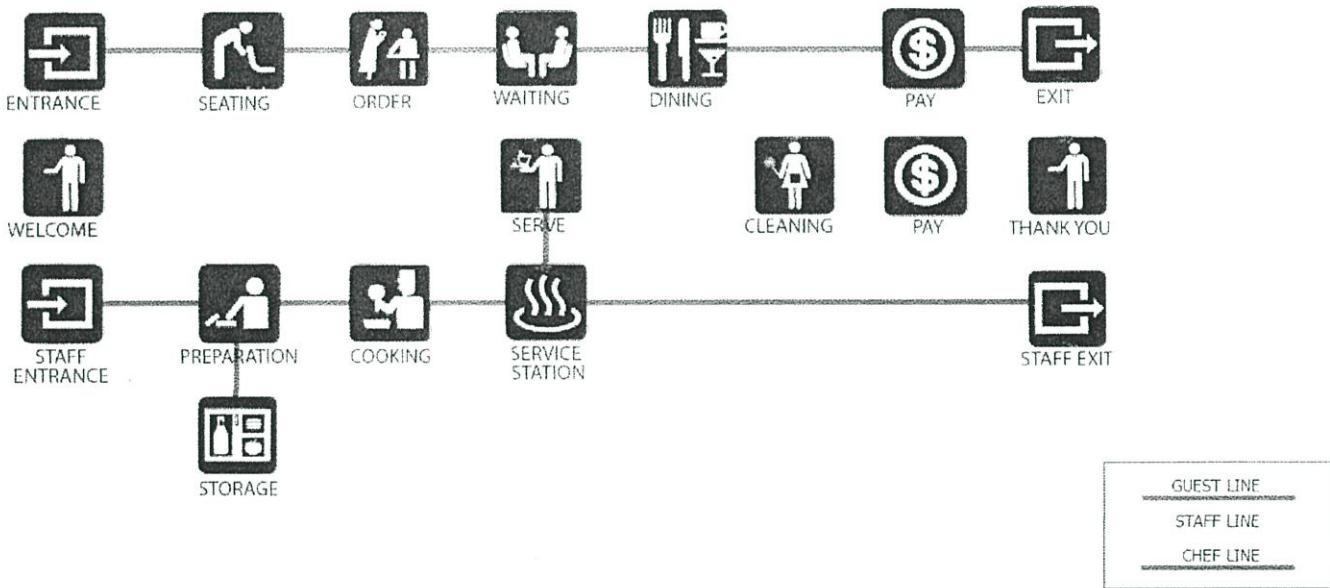 ENTRANCE
SEATING
ORDER
WAITING
DINING
$
PAY
EXIT
WELCOME
SERVE
CLEANING
$
PAY
THANK YOU
STAFF
ENTRANCE
PREPARATION
COOKING
SERVICE
STATION
STAFF EXIT
STORAGE
GUEST LINE
STAFF LINE
CHEF LINE